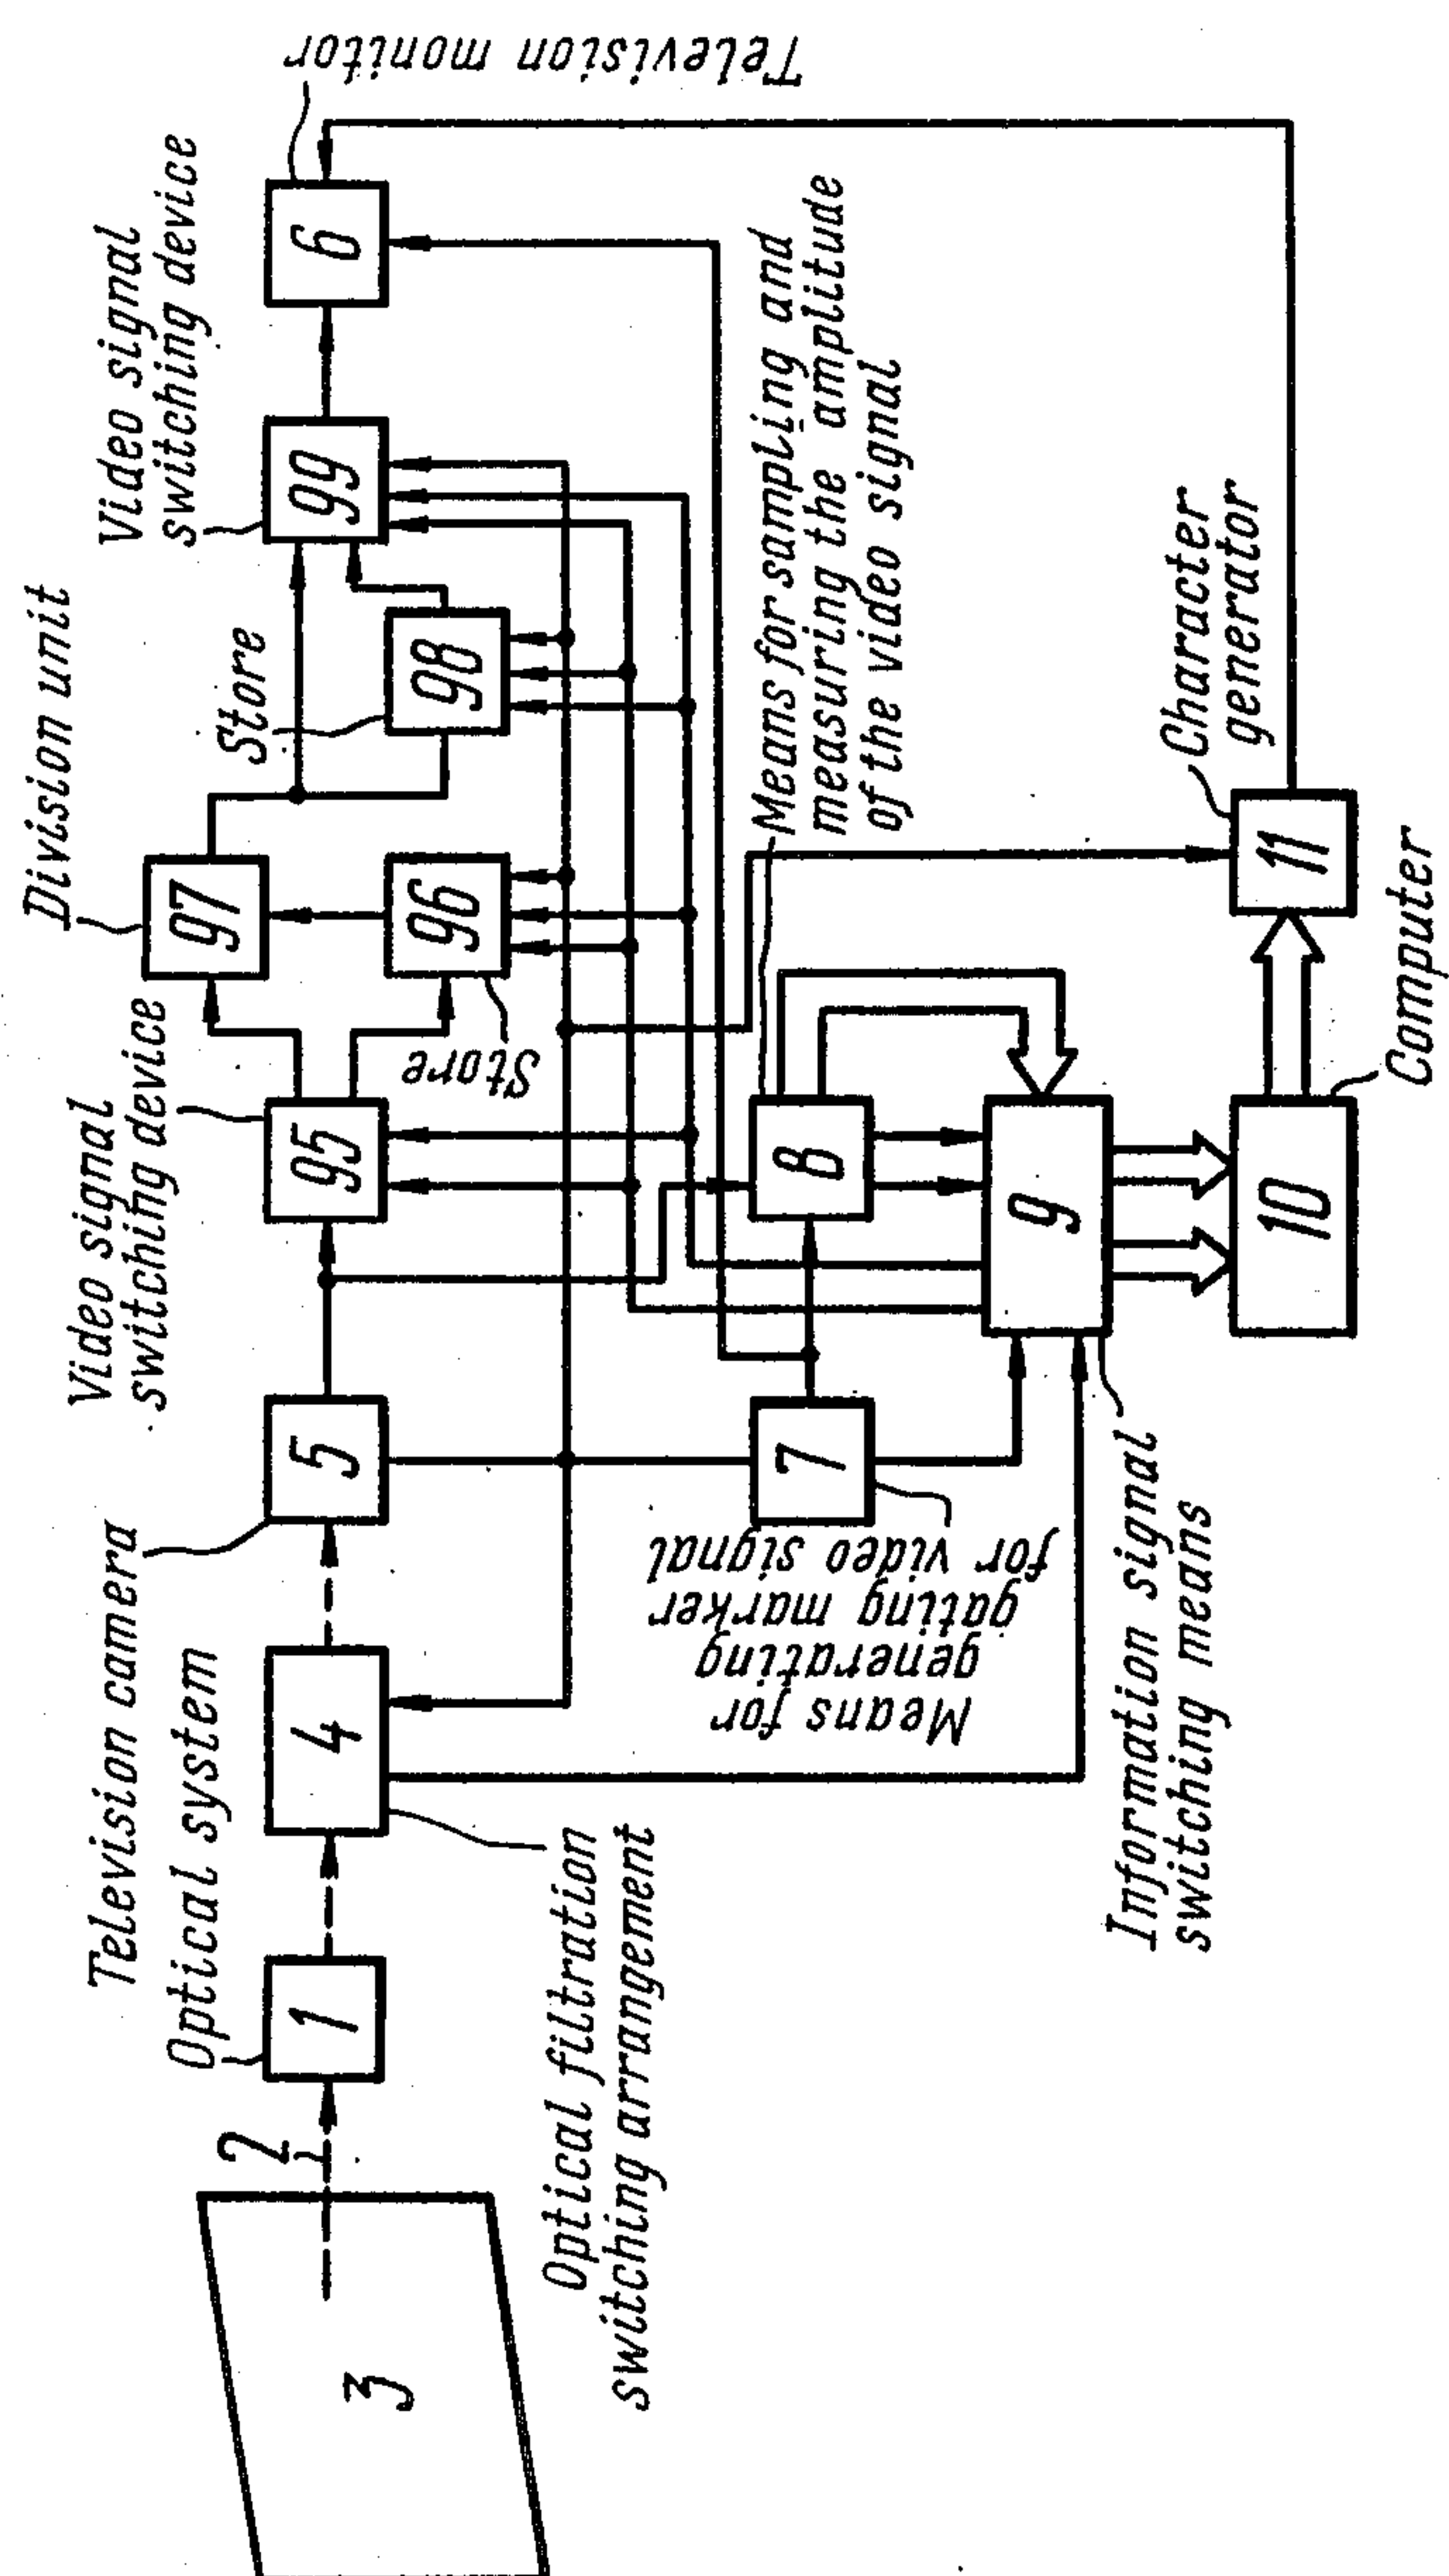 3
2
Optical system
1
Optical filtration
switching arrangement
4
Television camera
5
Video signal
switching device
95
Division unit
97
Store
96
Store
98
Video signal
switching device
99
Television monitor
6
Means for
generating
gating marker
for video signal
7
Means for sampling and
measuring the amplitude
of the video signal
8
Information signal
switching means
9
Computer
10
Character
generator
11